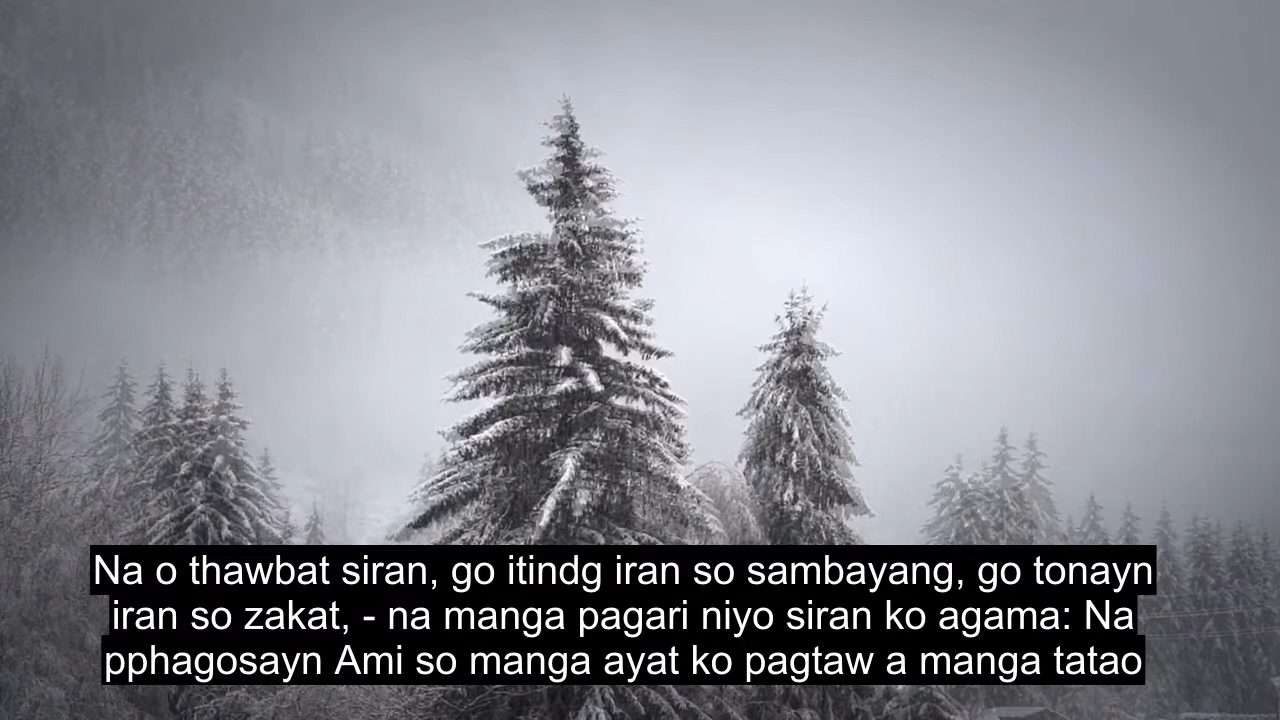 Na o thawbat siran, go itindg iran so sambayang, go tonayn
iran so zakat, - na manga pagari niyo siran ko agama: Na
pphagosayn Ami so manga ayat ko pagtaw a manga tatao